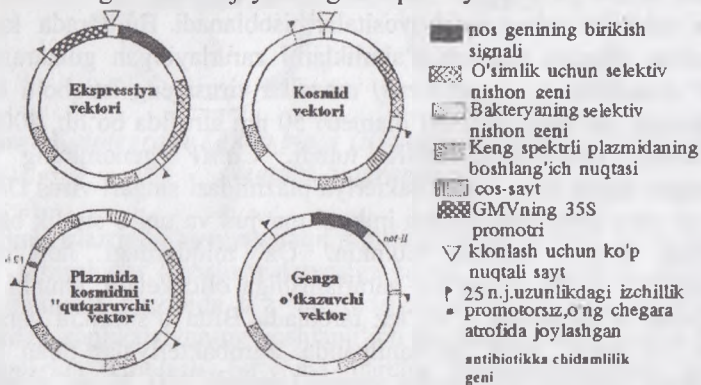 Ekspressiya
vektori
Kosmid
vektori
Plazmida
kosmidni
"qutqaruvchi"
vektor
Genga
o'tkazuvchi
vektor
not-II
nos genining birikish
signali
O'simlik uchun selektiv
nishon geni
Bakteryaning selektiv
nishon geni
Keng spektrli plazmidaning
boshlang'ich nuqtasi
cos-sayt
GMVning 35S
promotri
klonlash uchun ko'p
nuqtali sayt
25 n.j.uzunlikdagi izchillik
promotorsız,o'ng chegara
atrofida joylashgan
antibiotikka chidamlilik
geni